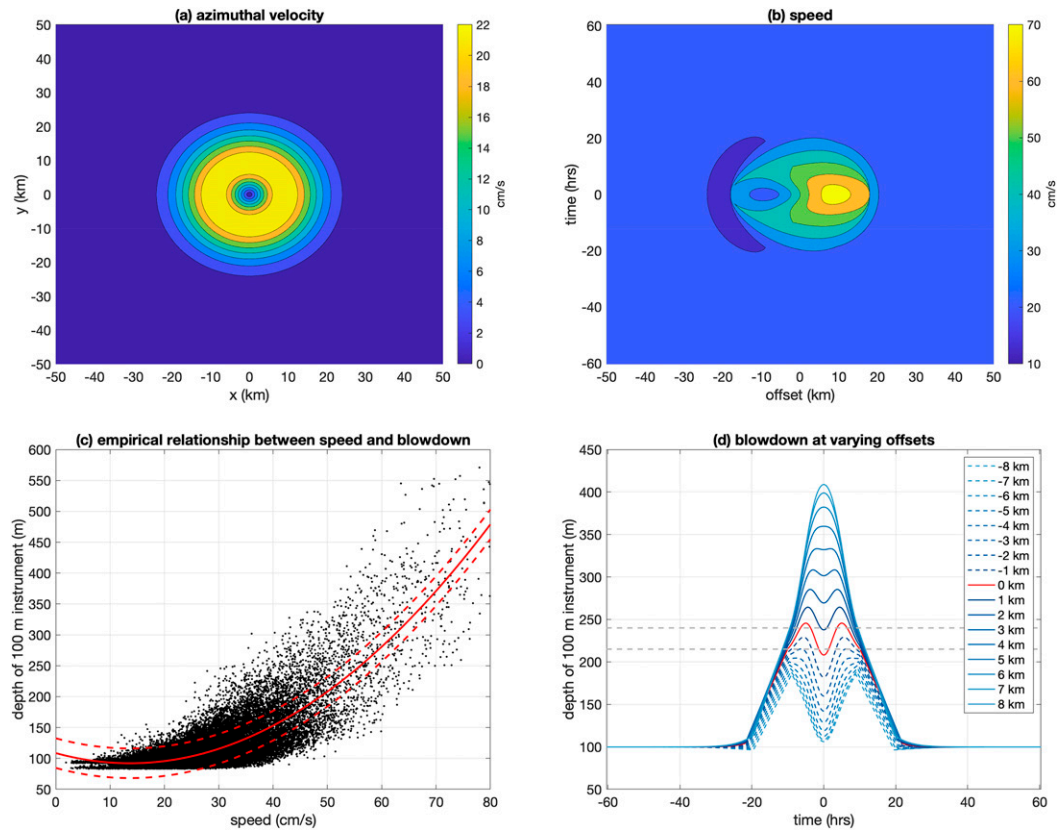 (a) azimuthal velocity
50
40
30
20
10
0
-10
-20
-30
-40
-50
y (km)
-50 -40 -30 -20 -10 0 10 20 30 40 50
x (km)
22
20
18
16
14
12
10
8
6
4
2
0
cm/s
(b) speed
60
40
20
0
-20
-40
-60
time (hrs)
-50 -40 -30 -20 -10 0 10 20 30 40 50
offset (km)
70
60
50
40
30
20
10
cm/s
(c) empirical relationship between speed and blowdown
600
550
500
450
400
350
300
250
200
150
100
50
depth of 100 m instrument (m)
0 10 20 30 40 50 60 70 80
speed (cm/s)
(d) blowdown at varying offsets
450
400
350
300
250
200
150
100
50
depth of 100 m instrument (m)
-60 -40 -20 0 20 40 60
time (hrs)
-8 km
-7 km
-6 km
-5 km
-4 km
-3 km
-2 km
-1 km
0 km
1 km
2 km
3 km
4 km
5 km
6 km
7 km
8 km